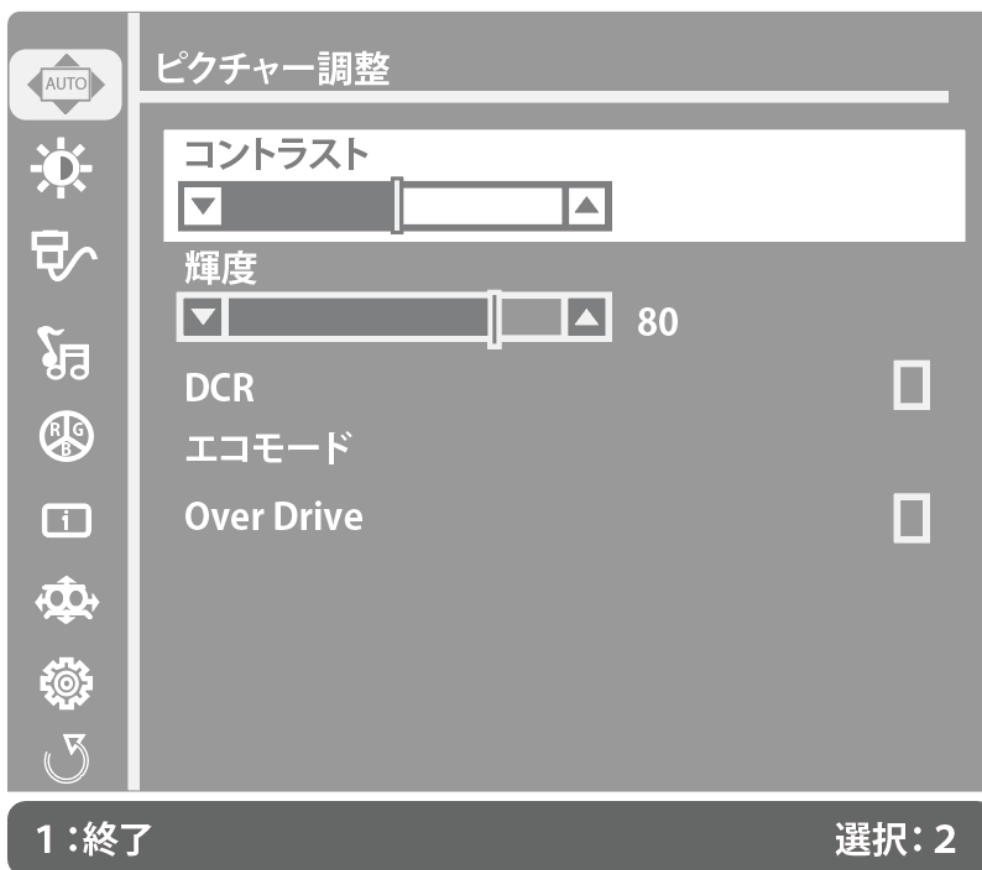 AUTO
ピクチャー調整
コントラスト
輝度
80
DCR
エコモード
R G
B
i
Over Drive
1：終了
選択：2